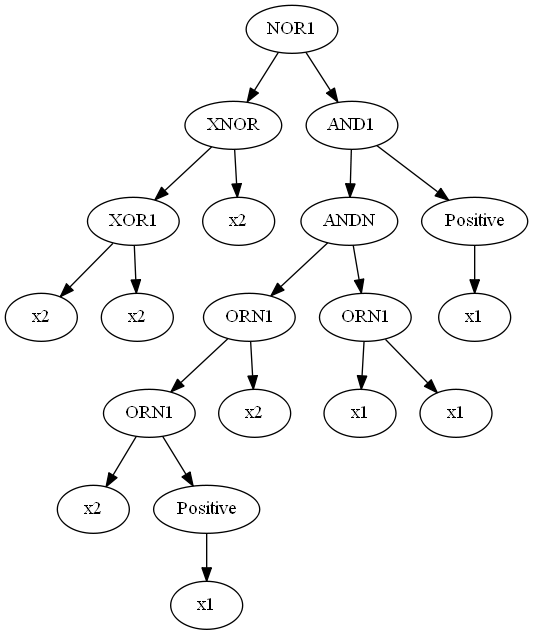 NOR1
XNOR AND1
XOR1 x2 ANDN Positive
x2 x2 ORN1 ORN1 x1
ORN1 x2 x1 x1
x2 Positive
x1